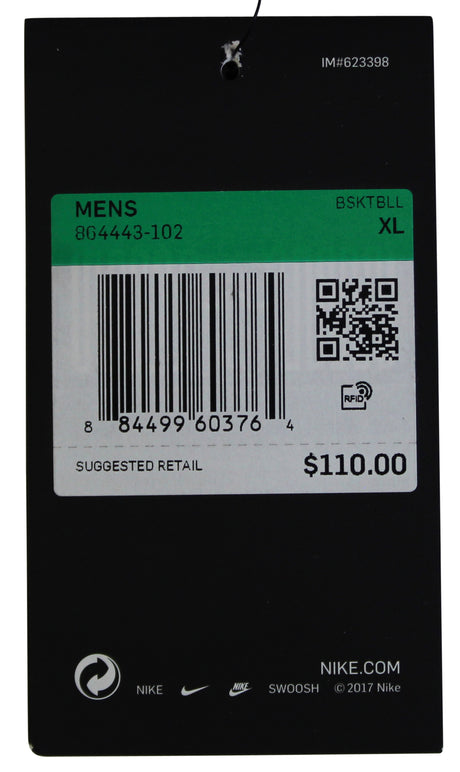 IM#623398
MENS BSKTBLL
864443-102 XL
RFID
8 84499 60376 4
SUGGESTED RETAIL $110.00
NIKE.COM
NIKE NIKE SWOOSH © 2017 Nike